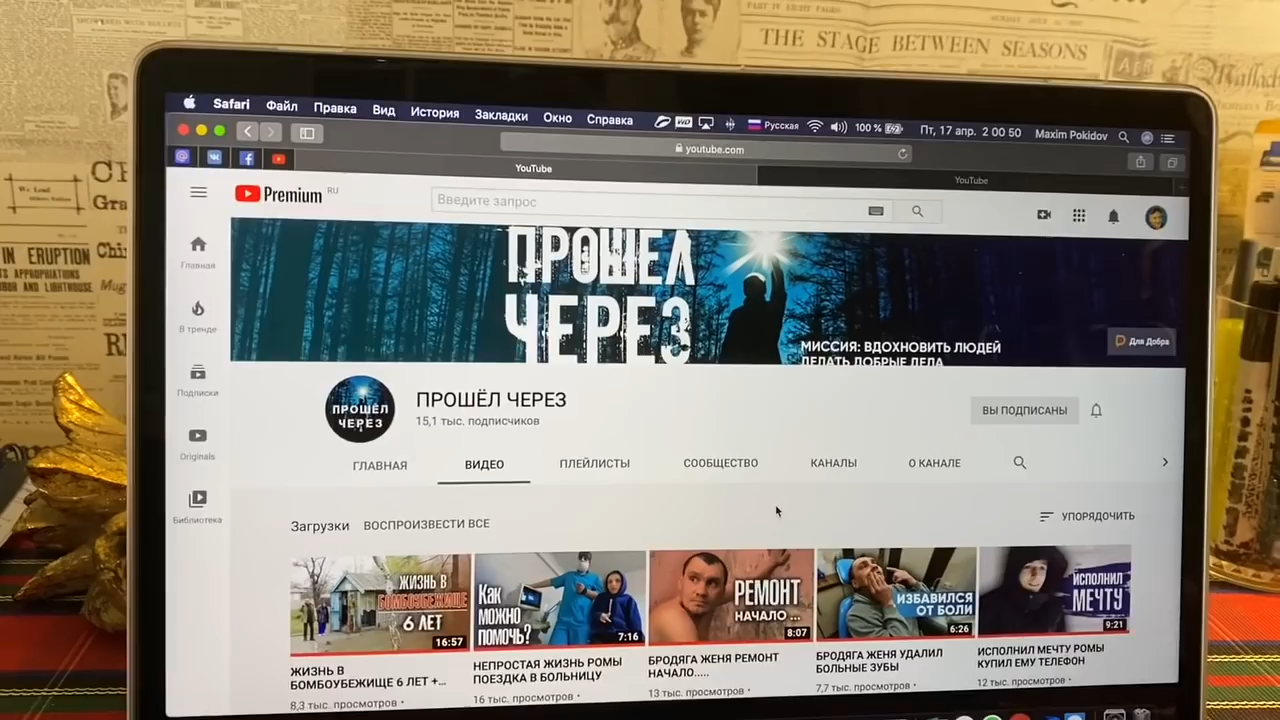 THE STAGE BETWEEN SEASONS
IN ERUPTION
Safari Файл Правка Вид История Закладки Окно Справка
Русская 100 % Пт, 17 апр. 2 00 50 Maxim Pokidov
youtube.com
YouTube
YouTube
Premium RU
Введите запрос
Главная
В тренде
Подписки
Originals
Библиотека
ПРОШЁЛ
ЧЕРЕЗ
МИССИЯ: ВДОХНОВИТЬ ЛЮДЕЙ
ДЕЛАТЬ ДОБРЫЕ ДЕЛА
Для Добра
ПРОШЁЛ
ЧЕРЕЗ
ПРОШЁЛ ЧЕРЕЗ
15,1 тыс. подписчиков
ВЫ ПОДПИСАНЫ
ГЛАВНАЯ ВИДЕО ПЛЕЙЛИСТЫ СООБЩЕСТВО КАНАЛЫ О КАНАЛЕ
Загрузки ВОСПРОИЗВЕСТИ ВСЕ
УПОРЯДОЧИТЬ
ЖИЗНЬ В
БОМБОУБЕЖИЩЕ
6 ЛЕТ
16:57
ЖИЗНЬ В
БОМБОУБЕЖИЩЕ 6 ЛЕТ +...
8,3 тыс. просмотров •
Как
можно
помочь?
7:16
НЕПРОСТАЯ ЖИЗНЬ РОМЫ
ПОЕЗДКА В БОЛЬНИЦУ
16 тыс. просмотров •
РЕМОНТ
НАЧАЛО ...
8:07
БРОДЯГА ЖЕНЯ РЕМОНТ
НАЧАЛО.....
13 тыс. просмотров •
ИЗБАВИЛСЯ
ОТ БОЛИ
6:26
БРОДЯГА ЖЕНЯ УДАЛИЛ
БОЛЬНЫЕ ЗУБЫ
7,7 тыс. просмотров •
ИСПОЛНИЛ
МЕЧТУ
9:21
ИСПОЛНИЛ МЕЧТУ РОМЫ
КУПИЛ ЕМУ ТЕЛЕФОН
12 тыс. просмотров •